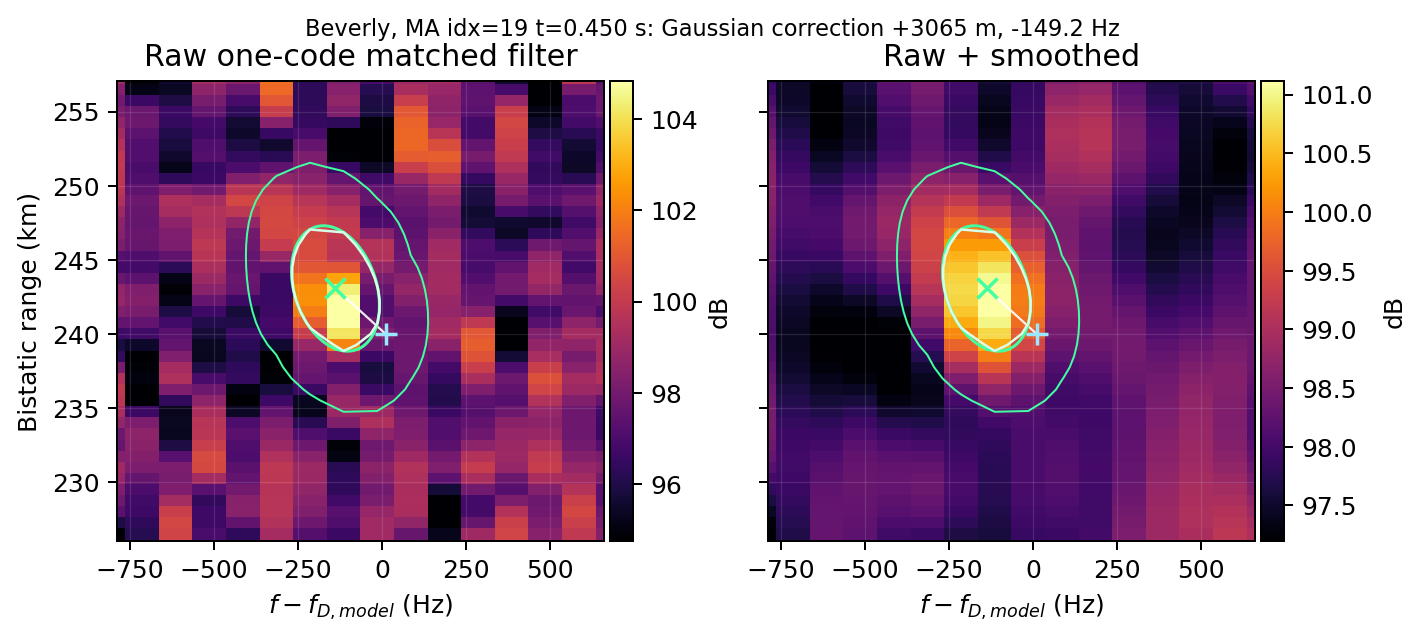 Beverly, MA idx=19 t=0.450 s: Gaussian correction +3065 m, -149.2 Hz
Raw one-code matched filter
Raw + smoothed
Bistatic range (km)
255
250
245
240
235
230
−750 −500 −250 0 250 500
f − f_{D, model} (Hz)
104
102
100
98
96
dB
−750 −500 −250 0 250 500
f − f_{D, model} (Hz)
101.0
100.5
100.0
99.5
99.0
98.5
98.0
97.5
dB